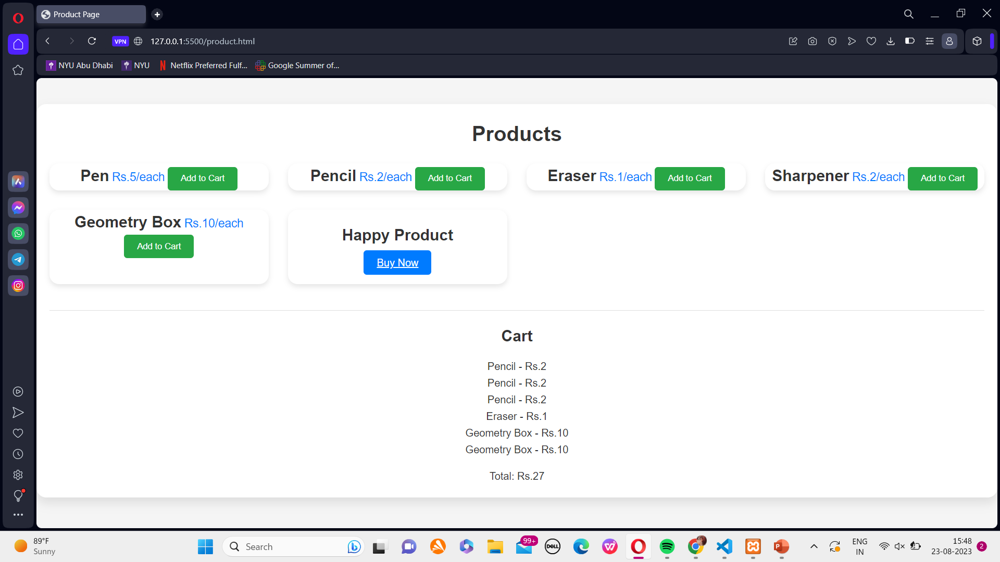 Product Page
VPN 127.0.0.1:5500/product.html
NYU Abu Dhabi NYU Netflix Preferred Fulf... Google Summer of...
Products
Pen Rs.5/each Add to Cart Pencil Rs.2/each Add to Cart Eraser Rs.1/each Add to Cart Sharpener Rs.2/each Add to Cart
Geometry Box Rs.10/each
Add to Cart
Happy Product
Buy Now
Cart
Pencil - Rs.2
Pencil - Rs.2
Pencil - Rs.2
Eraser - Rs.1
Geometry Box - Rs.10
Geometry Box - Rs.10
Total: Rs.27
89°F
Sunny
Search
99+
DELL
ENG
IN
15:48
23-08-2023
2